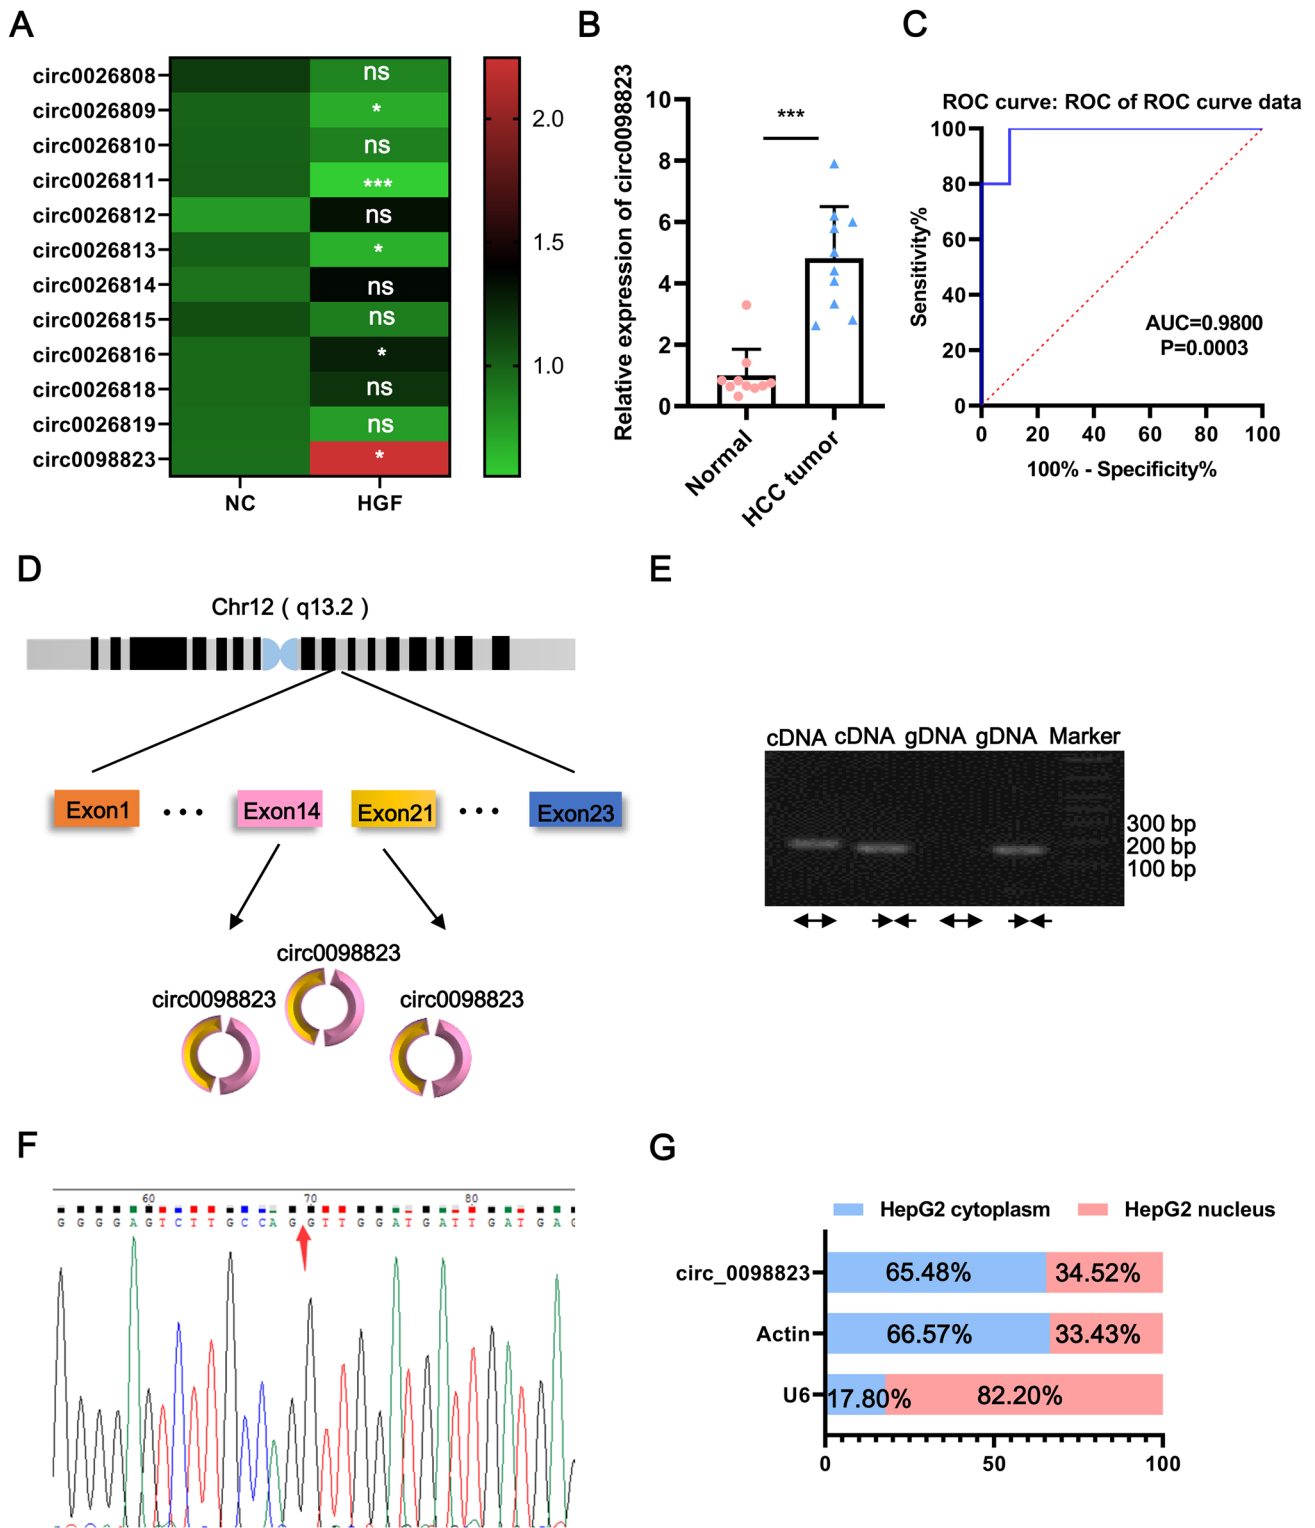 A
circ0026808
circ0026809
circ0026810
circ0026811
circ0026812
circ0026813
circ0026814
circ0026815
circ0026816
circ0026818
circ0026819
circ0098823
ns
*
ns
***
ns
*
ns
ns
*
ns
ns
*
NC
HGF
2.0
1.5
1.0
B
Relative expression of circ0098823
10
8
6
4
2
0
***
Normal
HCC tumor
C
ROC curve: ROC of ROC curve data
Sensitivity%
100
80
60
40
20
0
AUC=0.9800
P=0.0003
0 20 40 60 80 100
100% - Specificity%
D
Chr12 ( q13.2 )
Exon1 ••• Exon14 Exon21 ••• Exon23
circ0098823
circ0098823
circ0098823
E
cDNA cDNA gDNA gDNA Marker
300 bp
200 bp
100 bp
F
60 70 80
G G G G A G T C T T G C C A G G T T G G A T G A T T G A T G A G
G
HepG2 cytoplasm HepG2 nucleus
circ_0098823 65.48% 34.52%
Actin 66.57% 33.43%
U6 17.80% 82.20%
0 50 100